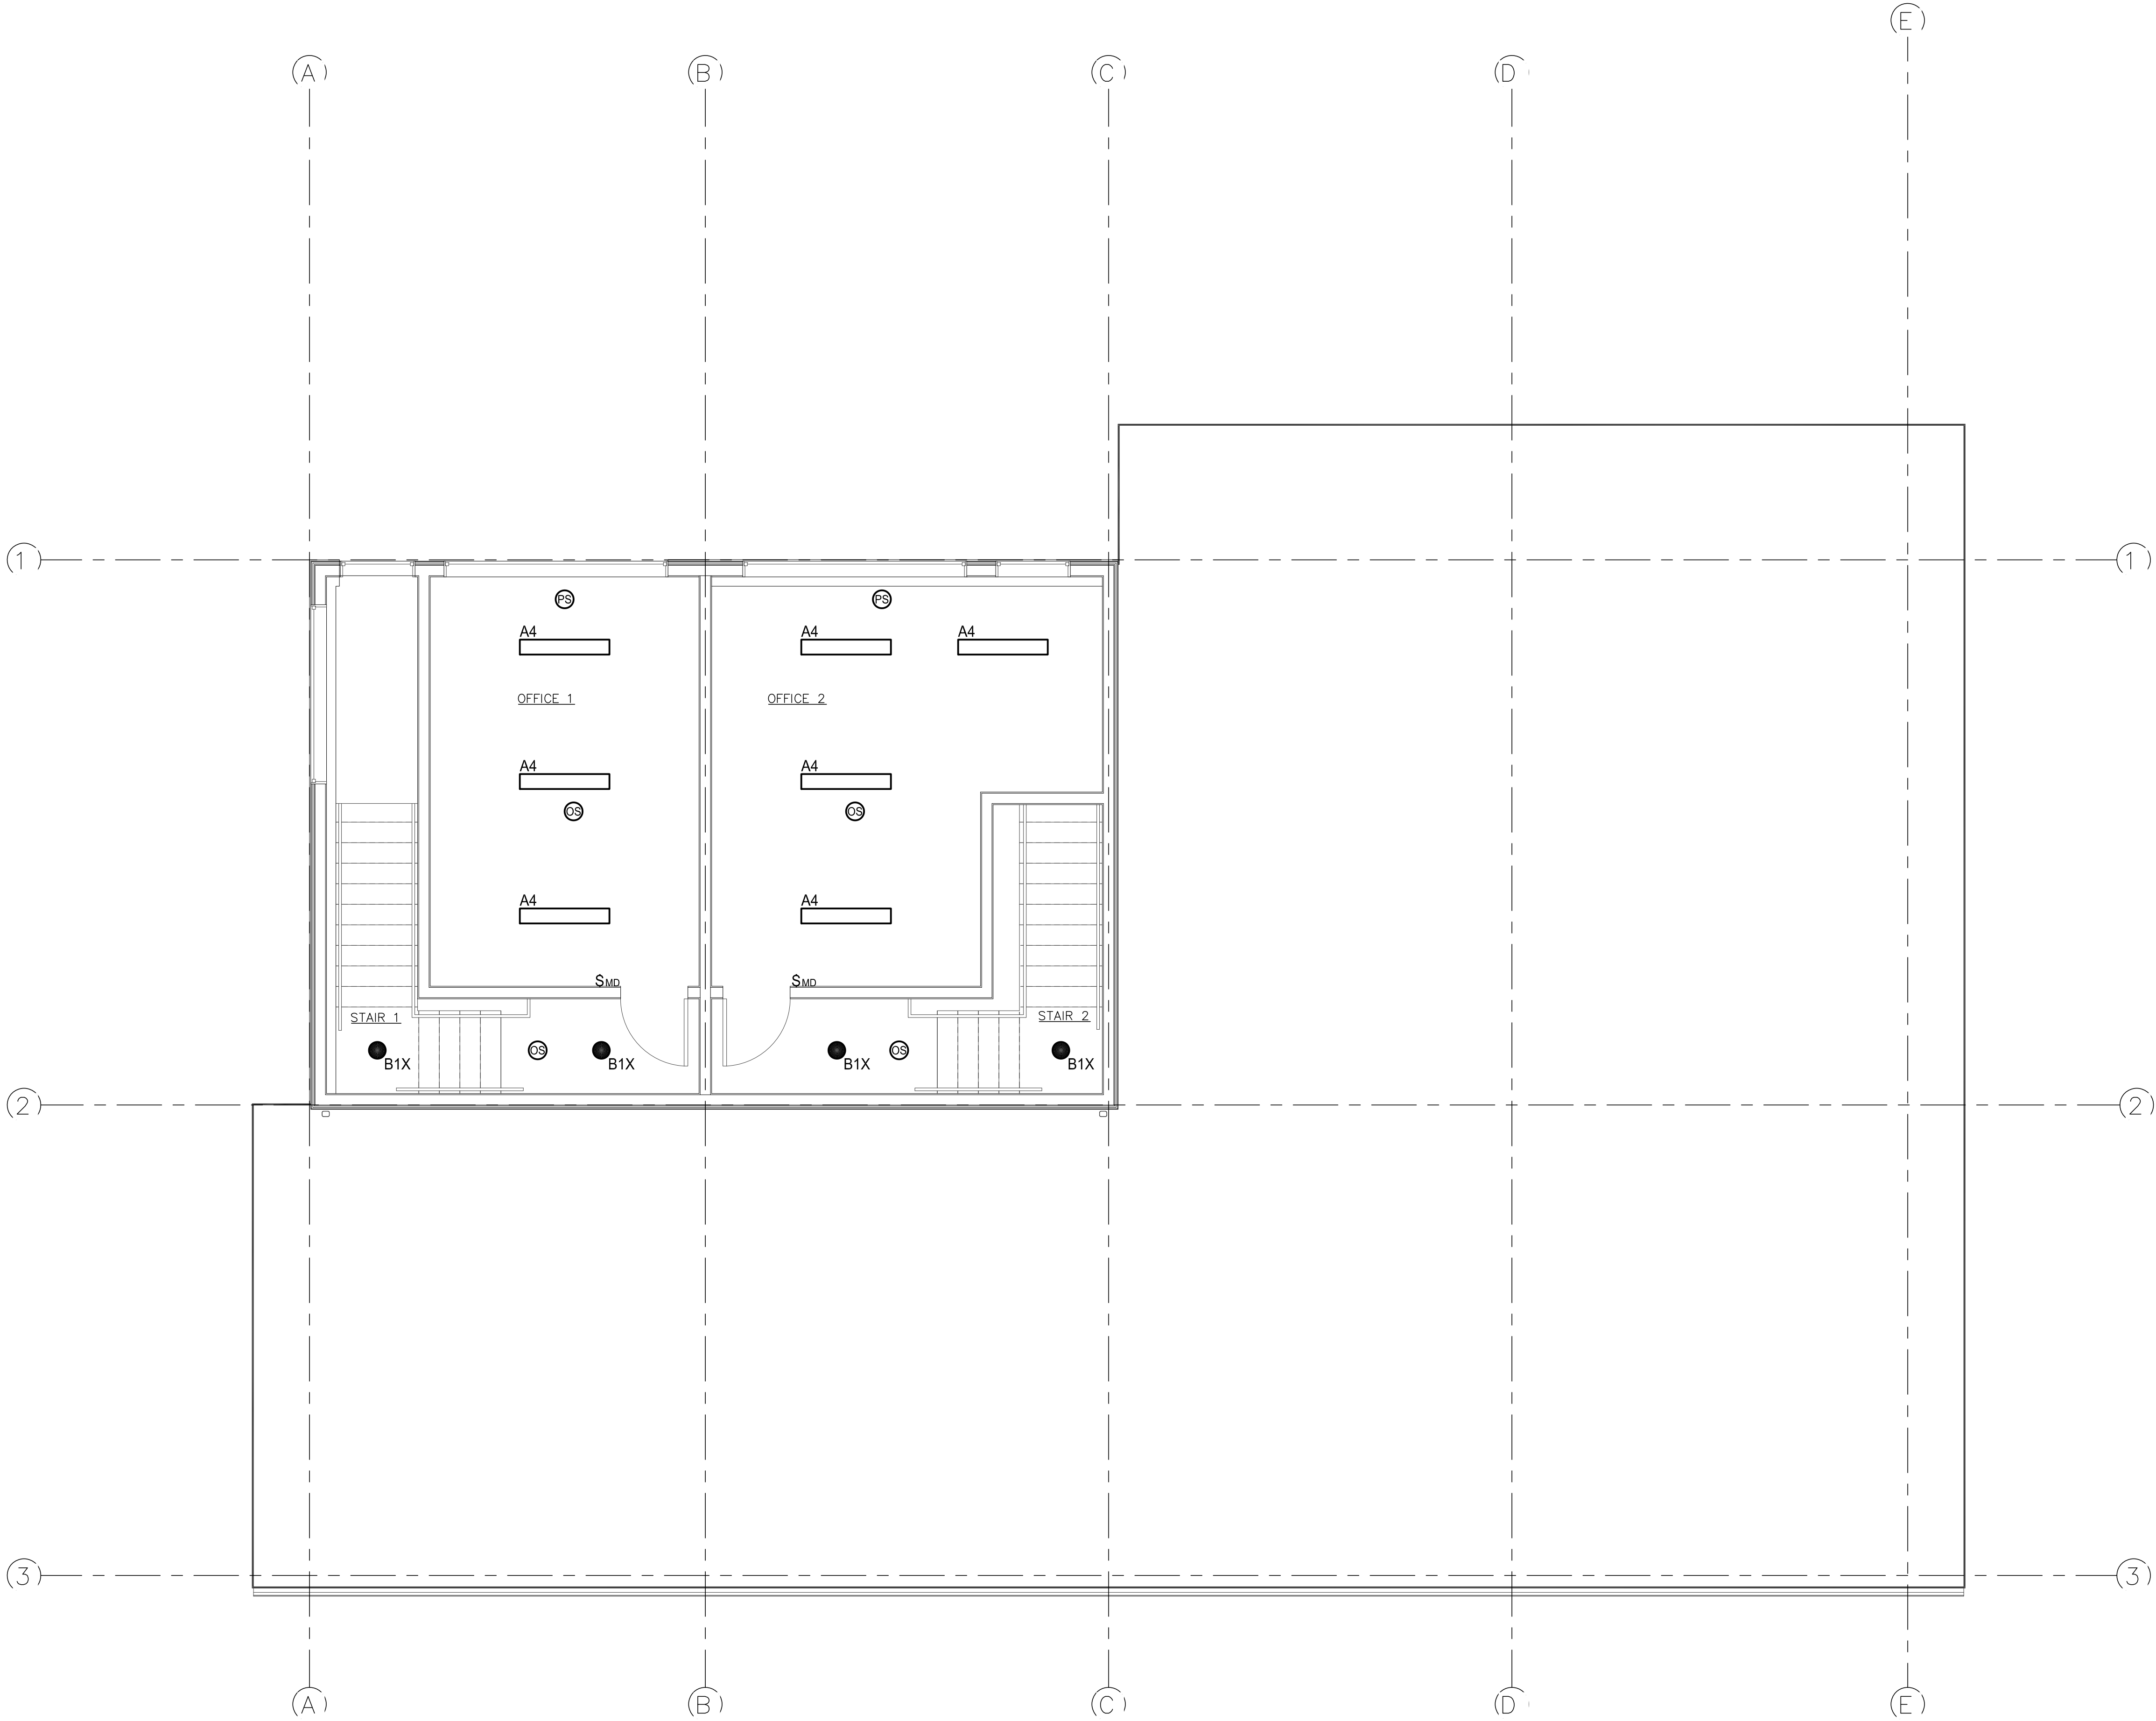 E
A B C D
1 1
PS PS
A4 A4 A4
OFFICE 1 OFFICE 2
A4 A4
OS OS
A4 A4
SMD SMD
STAIR 1 STAIR 2
OS OS
B1X B1X B1X B1X
2 2
3 3
A B C D E